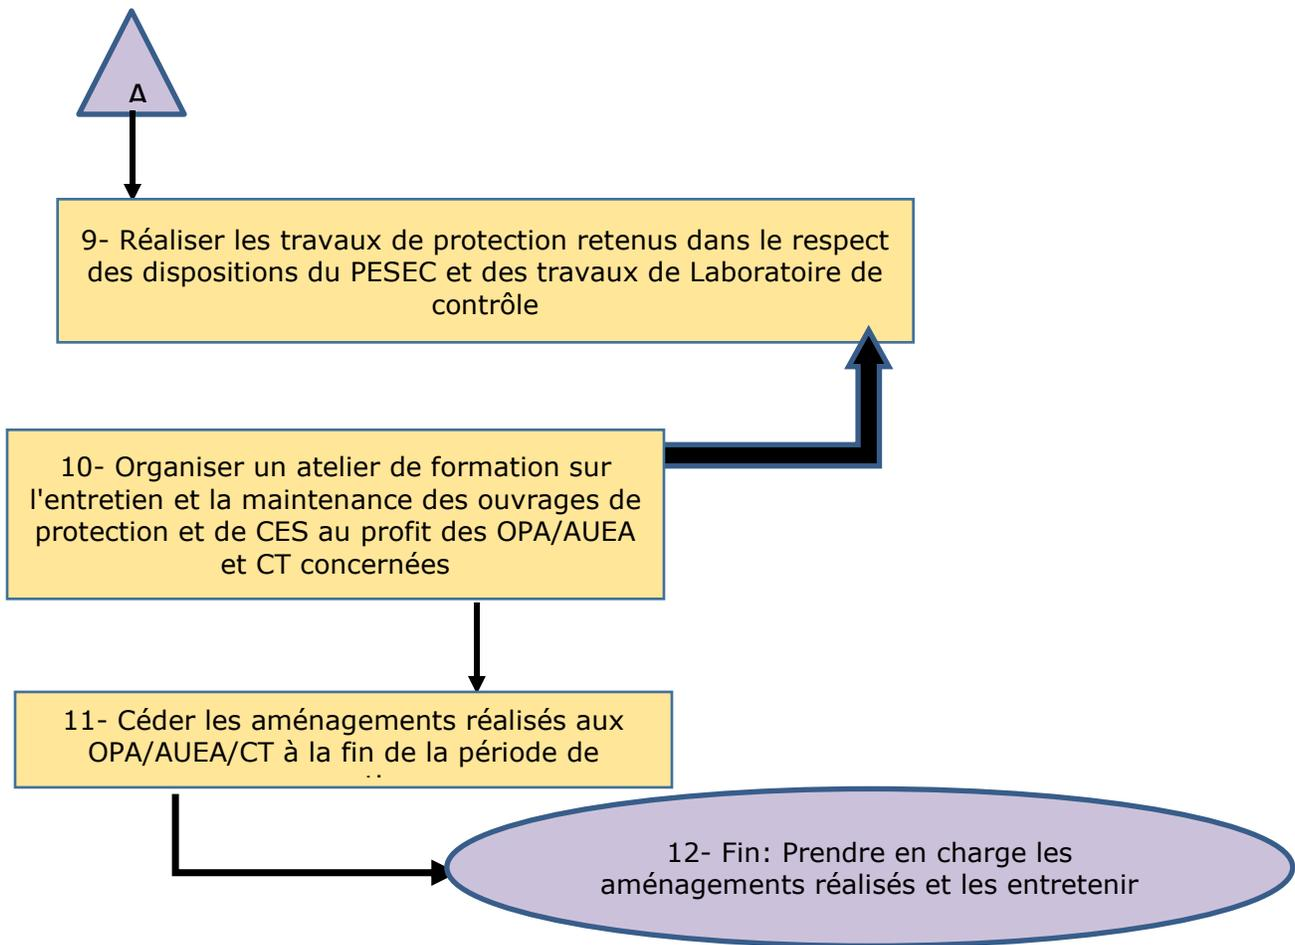 A
9- Réaliser les travaux de protection retenus dans le respect
des dispositions du PESEC et des travaux de Laboratoire de
contrôle
10- Organiser un atelier de formation sur
l'entretien et la maintenance des ouvrages de
protection et de CES au profit des OPA/AUEA
et CT concernées
11- Céder les aménagements réalisés aux
OPA/AUEA/CT à la fin de la période de
12- Fin: Prendre en charge les
aménagements réalisés et les entretenir